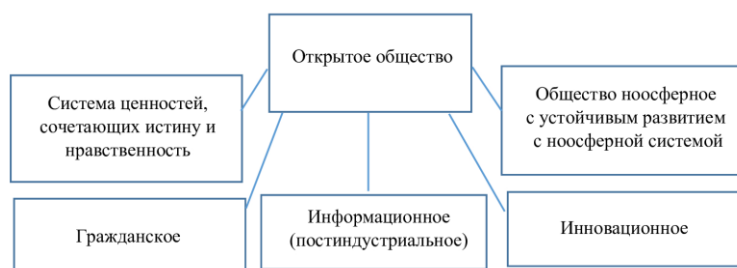 Открытое общество
Система ценностей,
сочетающих истину и
нравственность
Общество ноосферное
с устойчивым развитием
с ноосферной системой
Гражданское
Информационное
(постиндустриальное)
Инновационное